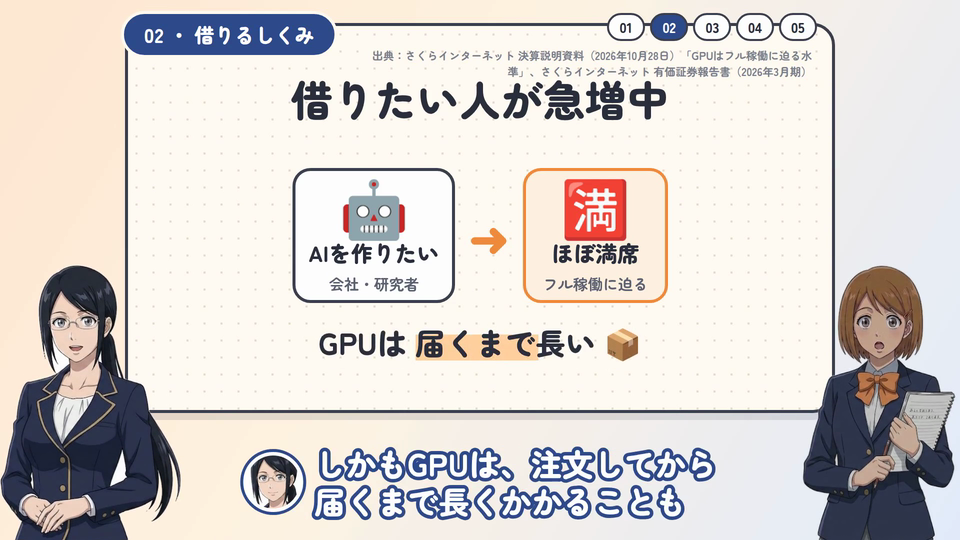 02 ・ 借りるしくみ
01 02 03 04 05
出典：さくらインターネット 決算説明資料（2026年10月28日）「GPUはフル稼働に迫る水
準」、さくらインターネット 有価証券報告書（2026年3月期）
借りたい人が急増中
満
AIを作りたい
会社・研究者
ほぼ満席
フル稼働に迫る
GPUは 届くまで長い
しかもGPUは、注文してから
届くまで長くかかることも